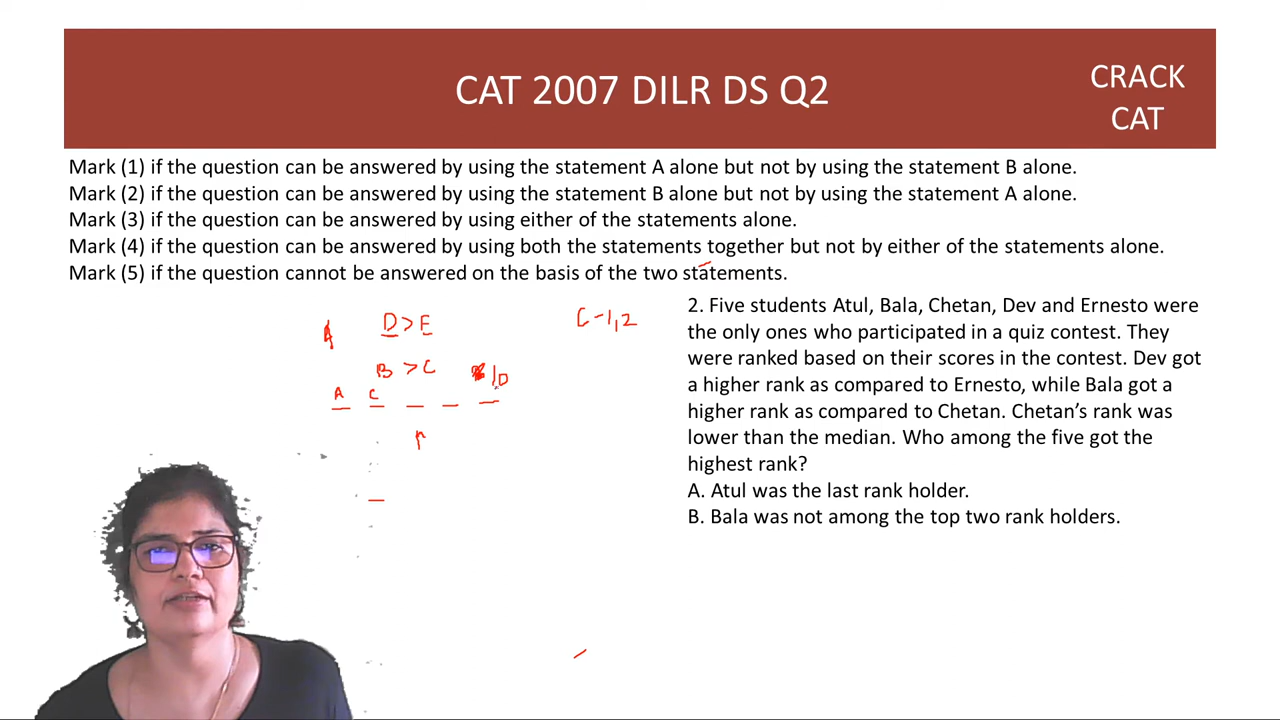 CAT 2007 DILR DS Q2
CRACK
CAT
Mark (1) if the question can be answered by using the statement A alone but not by using the statement B alone.
Mark (2) if the question can be answered by using the statement B alone but not by using the statement A alone.
Mark (3) if the question can be answered by using either of the statements alone.
Mark (4) if the question can be answered by using both the statements together but not by either of the statements alone.
Mark (5) if the question cannot be answered on the basis of the two statements.
2. Five students Atul, Bala, Chetan, Dev and Ernesto were
the only ones who participated in a quiz contest. They
were ranked based on their scores in the contest. Dev got
a higher rank as compared to Ernesto, while Bala got a
higher rank as compared to Chetan. Chetan's rank was
lower than the median. Who among the five got the
highest rank?
A. Atul was the last rank holder.
B. Bala was not among the top two rank holders.
A D > E
C - 1, 2
B > C
A C D